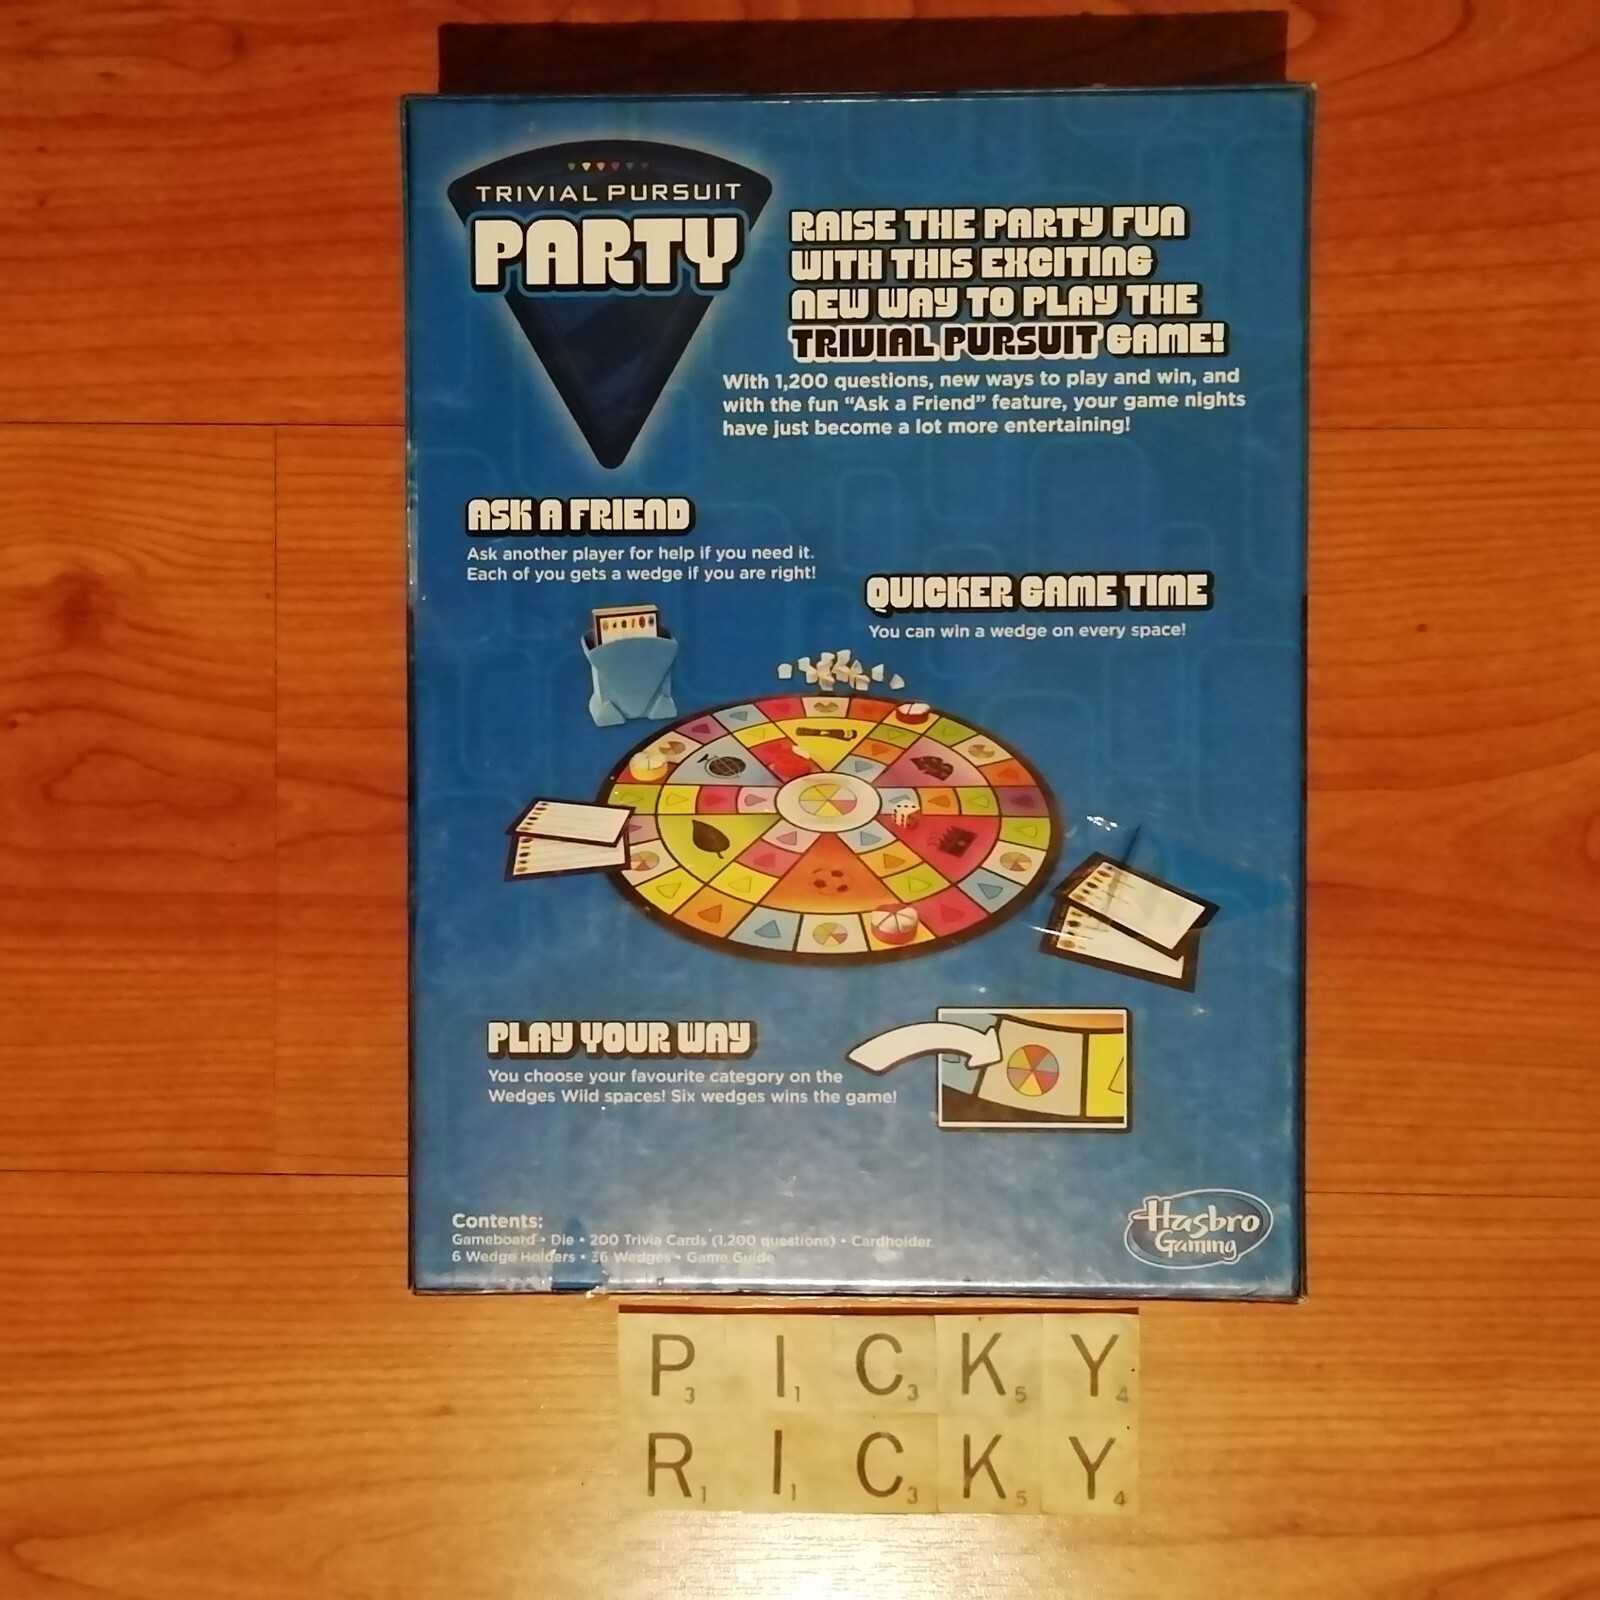 TRIVIAL PURSUIT
PARTY
RAISE THE PARTY FUN
WITH THIS EXCITING
NEW WAY TO PLAY THE
TRIVIAL PURSUIT GAME!
With 1,200 questions, new ways to play and win, and
with the fun “Ask a Friend” feature, your game nights
have just become a lot more entertaining!
ASK A FRIEND
Ask another player for help if you need it.
Each of you gets a wedge if you are right!
QUICKER GAME TIME
You can win a wedge on every space!
PLAY YOUR WAY
You choose your favourite category on the
Wedges Wild spaces! Six wedges wins the game!
Contents:
Gameboard • Die • 200 Trivia Cards (1,200 questions) • Cardholder
6 Wedge Holders • 36 Wedges • Game Guide
Hasbro
Gaming
P3 I1 C3 K5 Y4
R1 I1 C3 K5 Y4